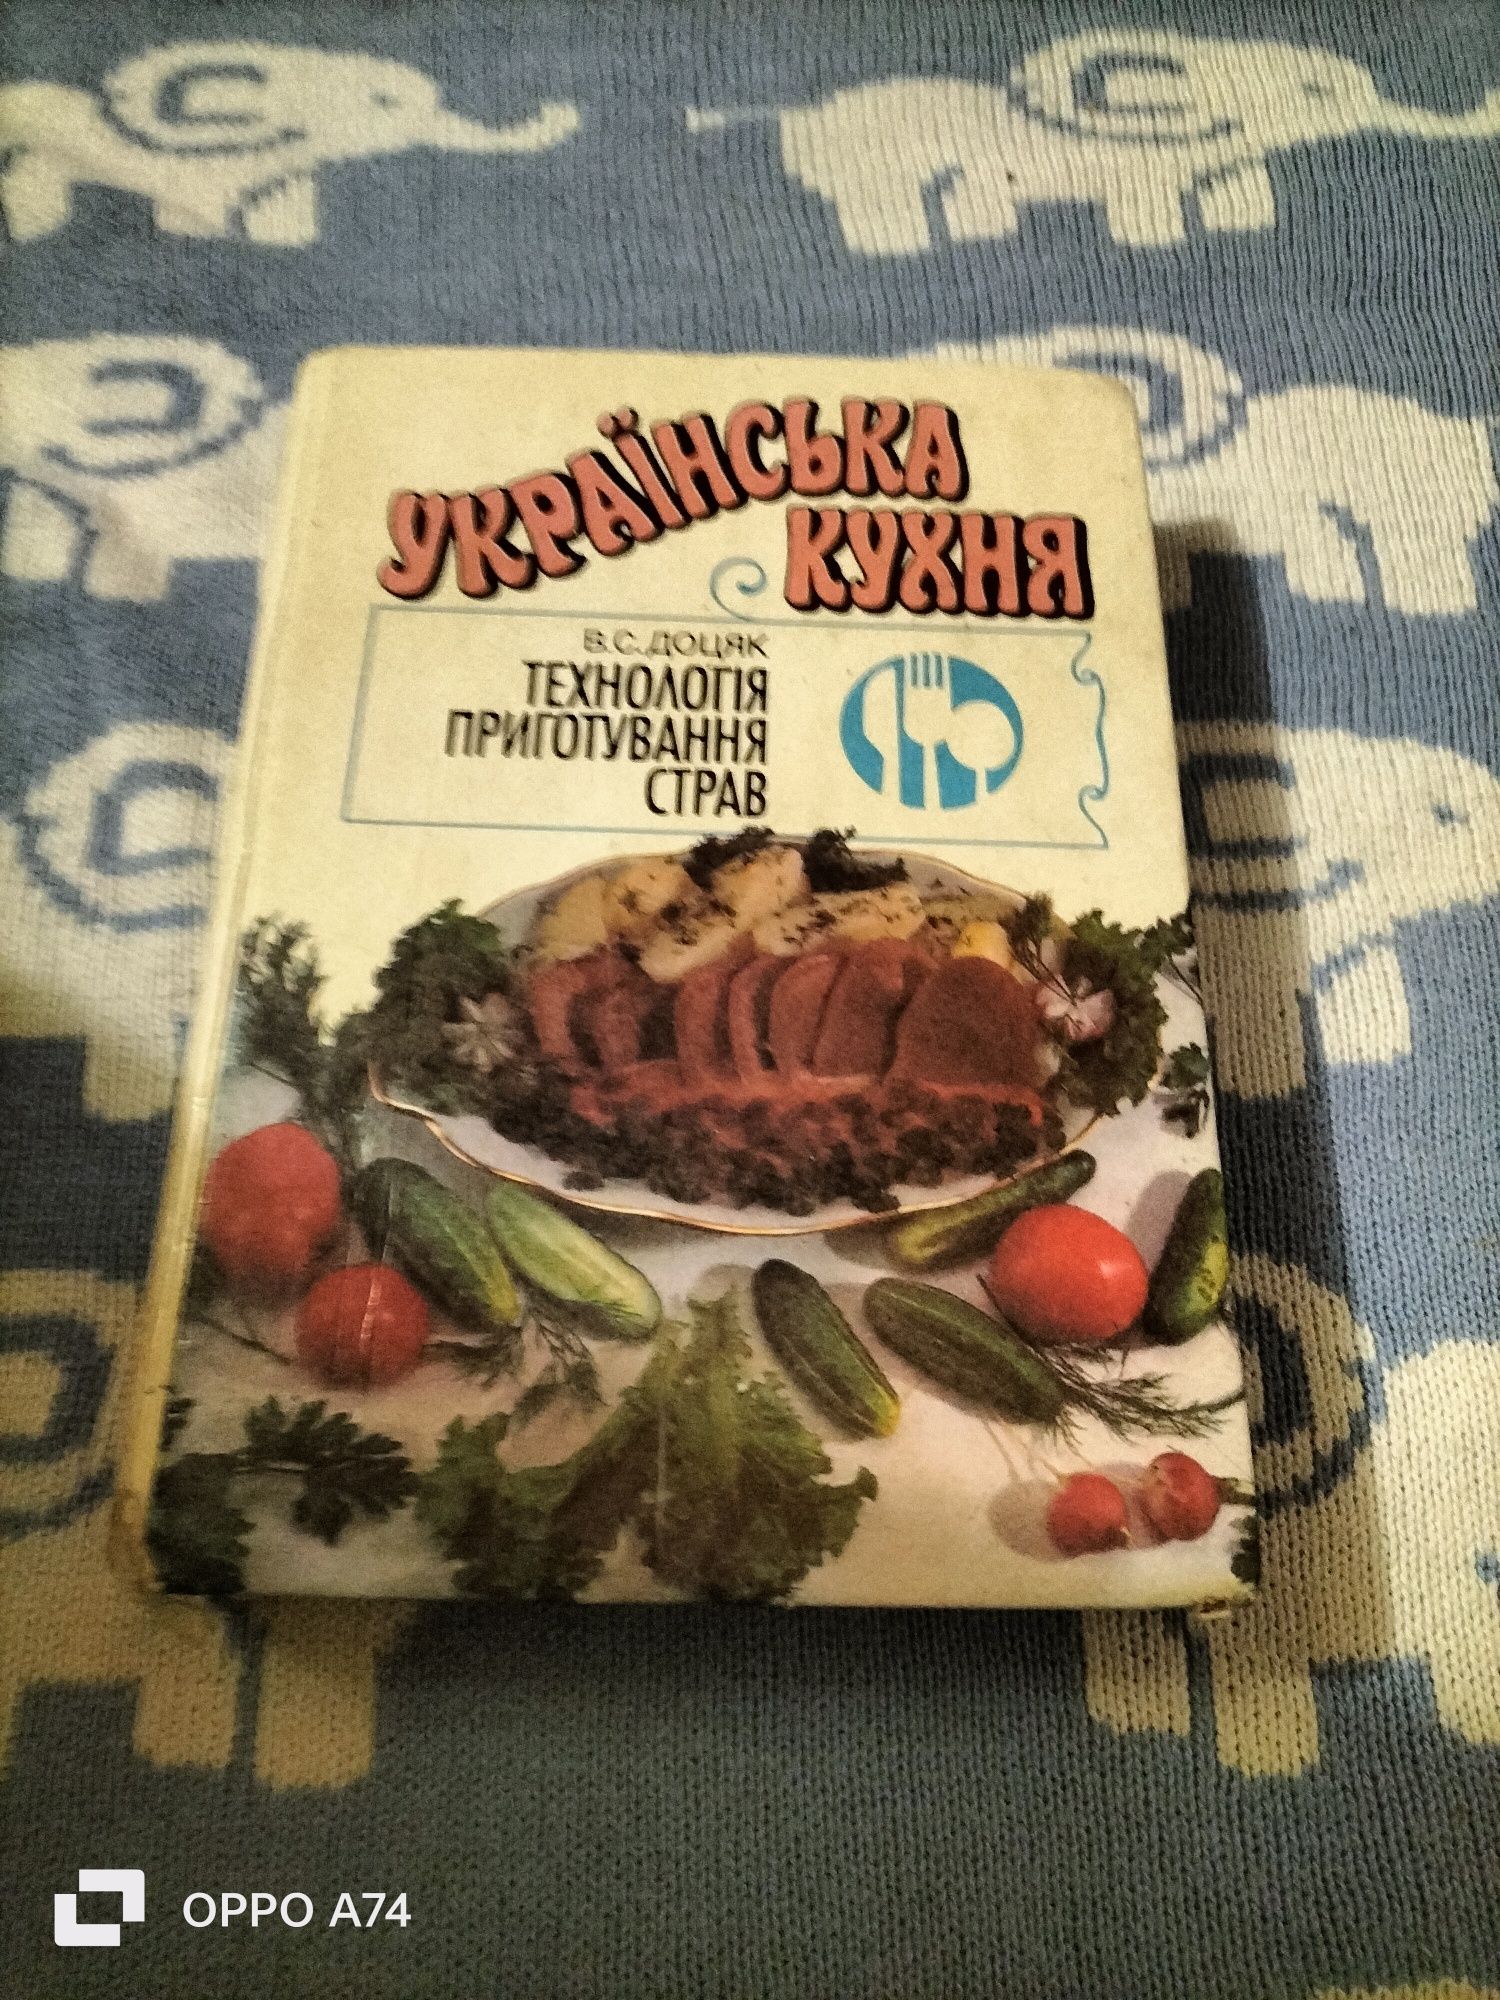 УКРАЇНСЬКА
КУХНЯ
В.С.ДОЦЯК
ТЕХНОЛОГІЯ
ПРИГОТУВАННЯ
СТРАВ
OPPO A74